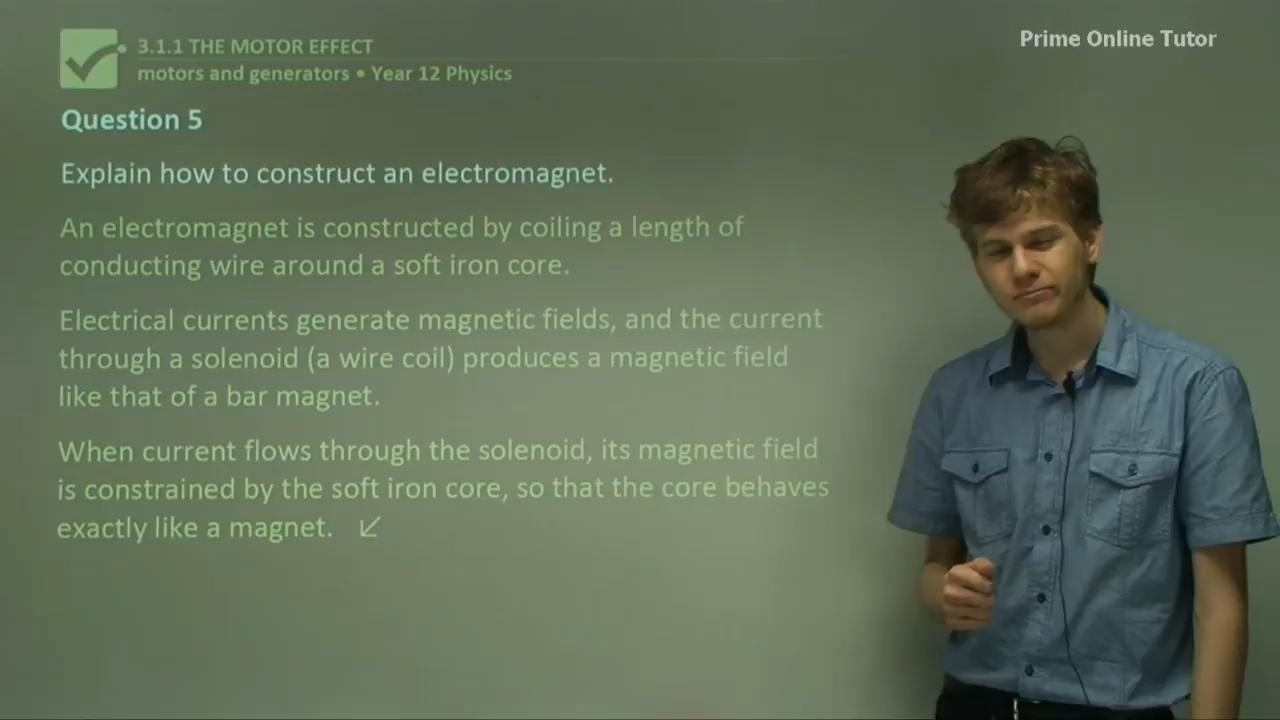 3.1.1 THE MOTOR EFFECT
Prime Online Tutor
motors and generators • Year 12 Physics
Question 5
Explain how to construct an electromagnet.
An electromagnet is constructed by coiling a length of
conducting wire around a soft iron core.
Electrical currents generate magnetic fields, and the current
through a solenoid (a wire coil) produces a magnetic field
like that of a bar magnet.
When current flows through the solenoid, its magnetic field
is constrained by the soft iron core, so that the core behaves
exactly like a magnet.